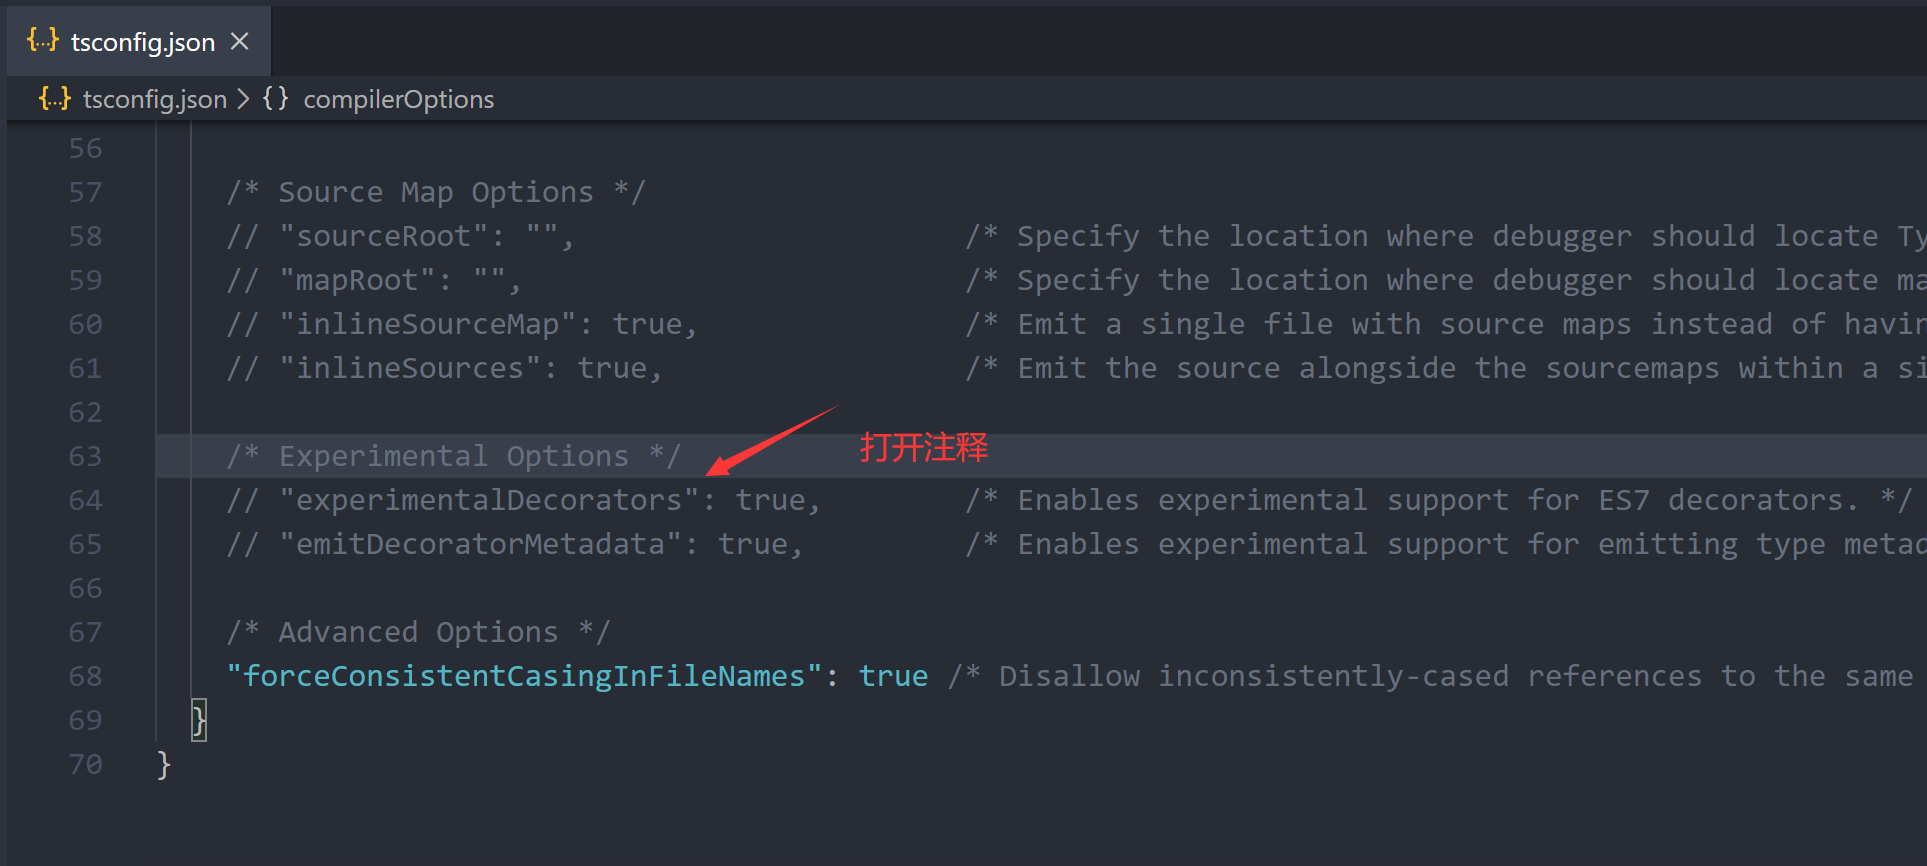 {..} tsconfig.json ×
{..} tsconfig.json > {} compilerOptions
56
57 /* Source Map Options */
58 // "sourceRoot": "", /* Specify the location where debugger should locate Ty
59 // "mapRoot": "", /* Specify the location where debugger should locate ma
60 // "inlineSourceMap": true, /* Emit a single file with source maps instead of havin
61 // "inlineSources": true, /* Emit the source alongside the sourcemaps within a si
62
63 /* Experimental Options */ 打开注释
64 // "experimentalDecorators": true, /* Enables experimental support for ES7 decorators. */
65 // "emitDecoratorMetadata": true, /* Enables experimental support for emitting type metad
66
67 /* Advanced Options */
68 "forceConsistentCasingInFileNames": true /* Disallow inconsistently-cased references to the same
69 }
70 }